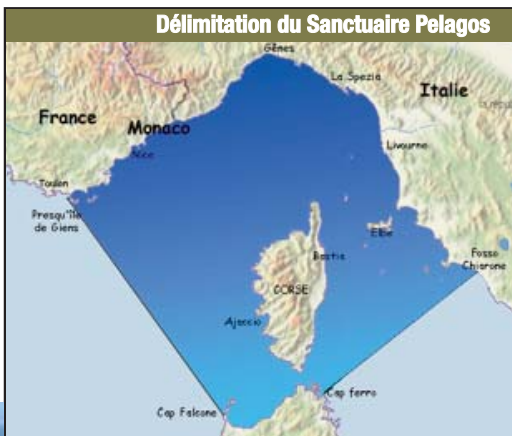 Délimitation du Sanctuaire Pelagos
Gênes
La Spezia
Italie
France
Monaco
Nice
Livourne
Toulon
Presqu'île
de Giens
Elbe
Bastia
Fosso
Chiarone
CORSE
Ajaccio
Cap ferro
Cap Falcone